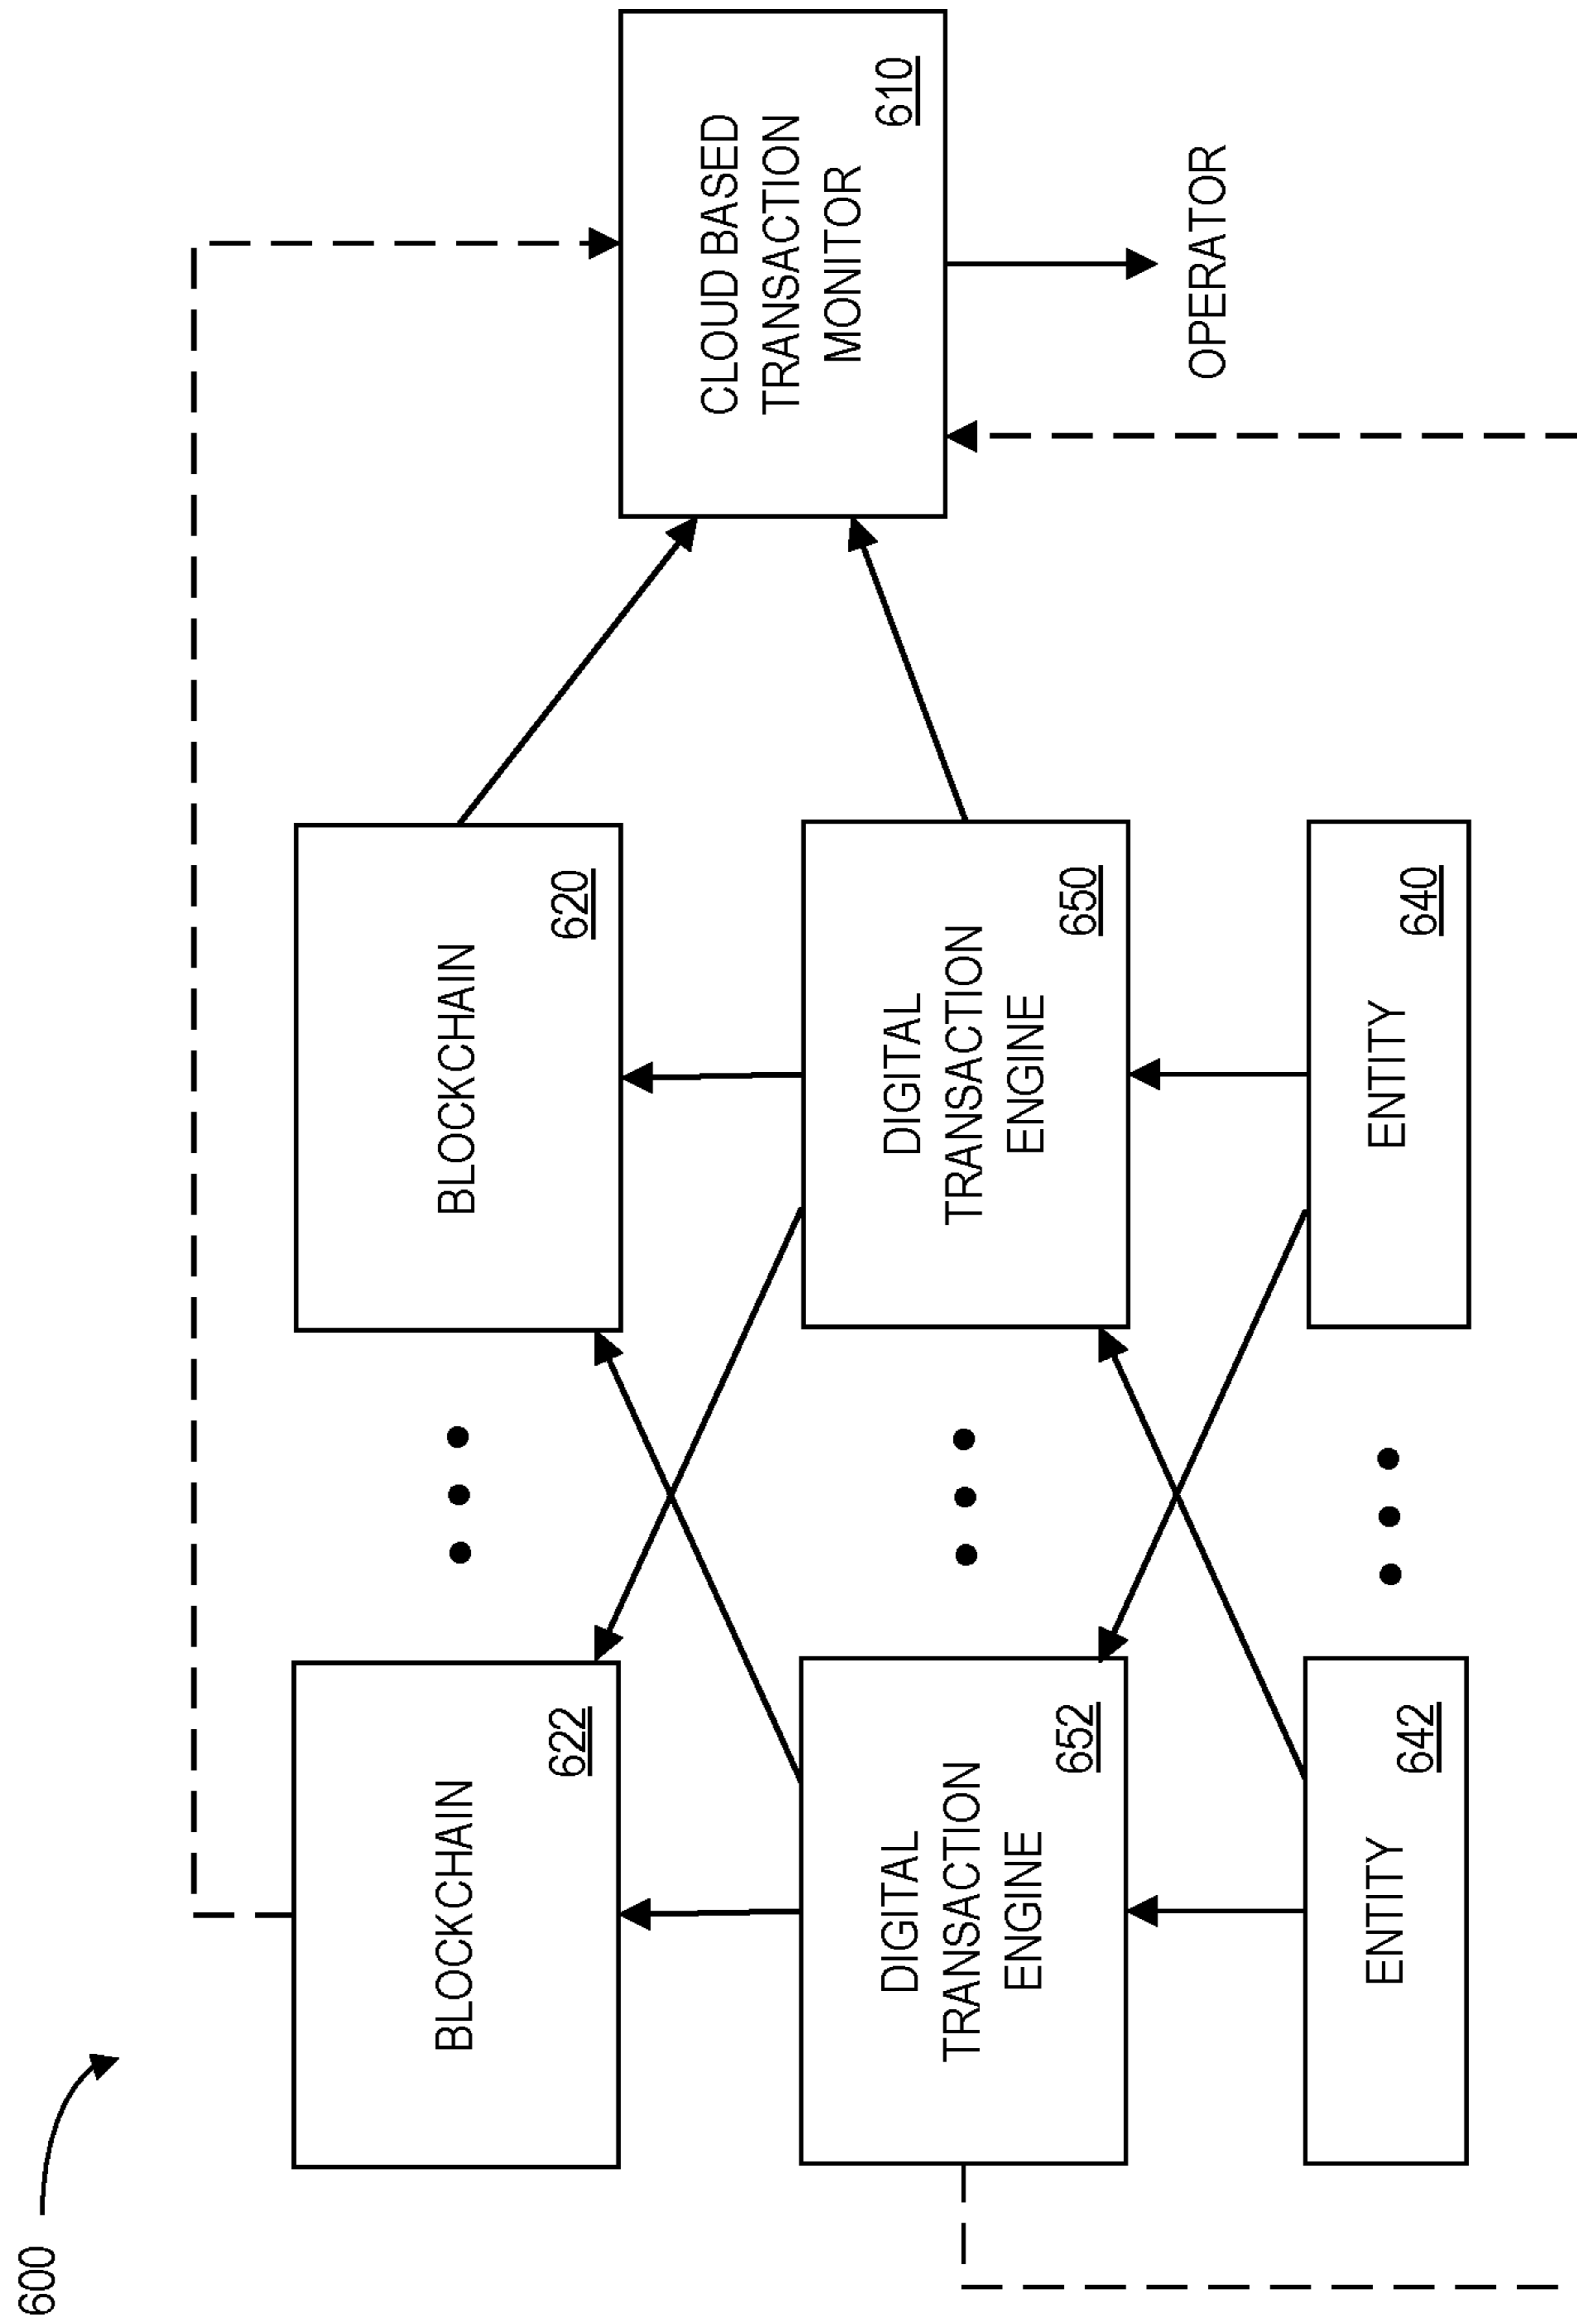 600
BLOCKCHAIN
622
BLOCKCHAIN
620
CLOUD BASED
TRANSACTION
MONITOR
610
DIGITAL
TRANSACTION
ENGINE
652
DIGITAL
TRANSACTION
ENGINE
650
OPERATOR
ENTITY
642
ENTITY
640